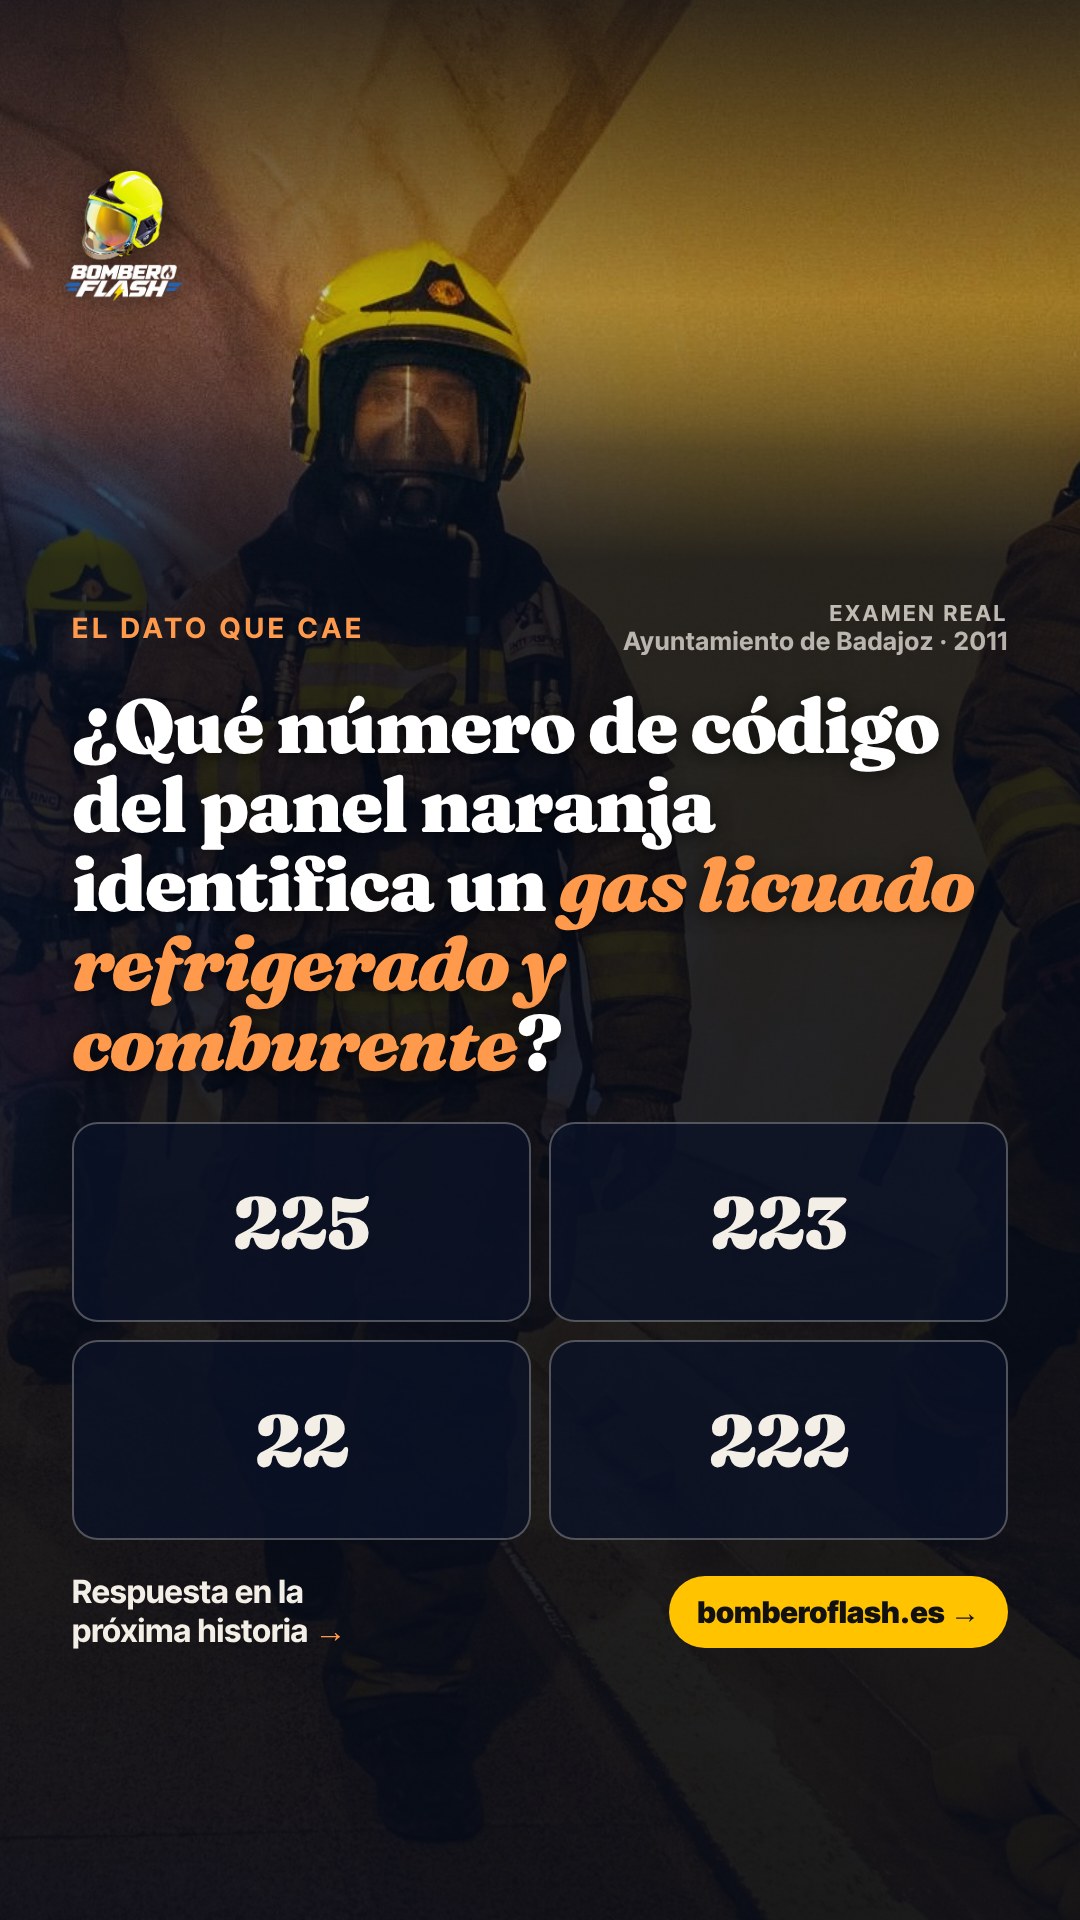 BOMBERO
FLASH
EL DATO QUE CAE
EXAMEN REAL
Ayuntamiento de Badajoz · 2011
¿Qué número de código
del panel naranja
identifica un gas licuado
refrigerado y
comburente?
225
223
22
222
Respuesta en la
próxima historia →
bomberoflash.es →